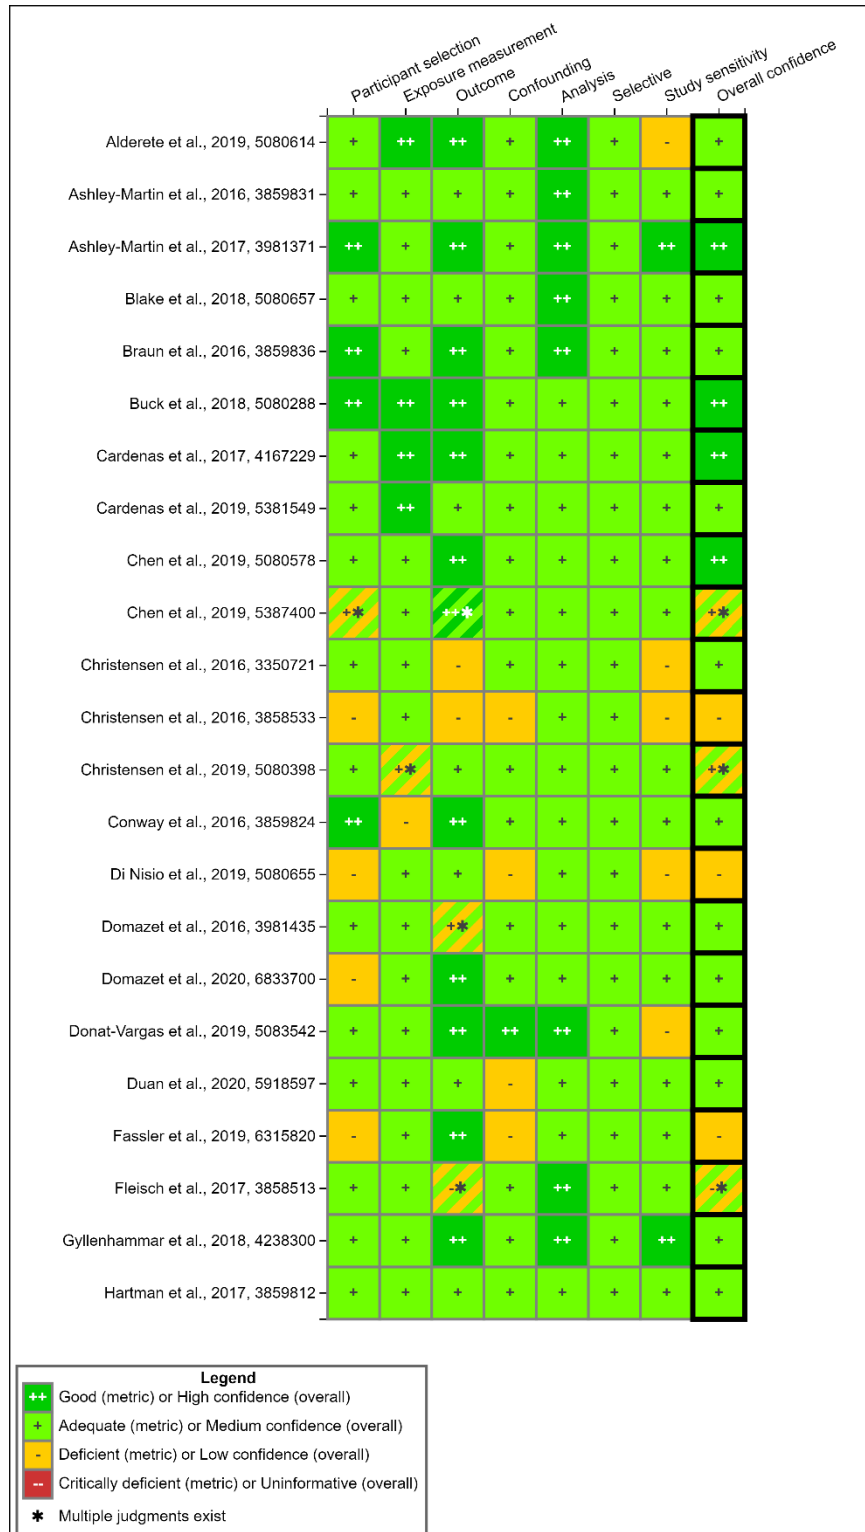 Participant selection
Exposure measurement
Outcome
Confounding
Analysis
Selective
Study sensitivity
Overall confidence
Alderete et al., 2019, 5080614 + ++ ++ + ++ + - +
Ashley-Martin et al., 2016, 3859831 + + + + ++ + + +
Ashley-Martin et al., 2017, 3981371 ++ + ++ + ++ + ++ ++
Blake et al., 2018, 5080657 + + + + ++ + + +
Braun et al., 2016, 3859836 ++ + ++ + ++ + + +
Buck et al., 2018, 5080288 ++ ++ ++ + + + + ++
Cardenas et al., 2017, 4167229 + ++ ++ + + + + ++
Cardenas et al., 2019, 5381549 + ++ + + + + + +
Chen et al., 2019, 5080578 + + ++ + + + + ++
Chen et al., 2019, 5387400 +✱ + ++✱ + + + + +✱
Christensen et al., 2016, 3350721 + + - + + + - +
Christensen et al., 2016, 3858533 - + - - + + - -
Christensen et al., 2019, 5080398 + +✱ + + + + + +✱
Conway et al., 2016, 3859824 ++ - ++ + + + + +
Di Nisio et al., 2019, 5080655 - + + - + + - -
Domazet et al., 2016, 3981435 + + +✱ + + + + +
Domazet et al., 2020, 6833700 - + ++ + + + + +
Donat-Vargas et al., 2019, 5083542 + + ++ ++ ++ + - +
Duan et al., 2020, 5918597 + + + - + + + +
Fassler et al., 2019, 6315820 - + ++ - + + + -
Fleisch et al., 2017, 3858513 + + -✱ + ++ + + -✱
Gyllenhammar et al., 2018, 4238300 + + ++ + ++ + ++ +
Hartman et al., 2017, 3859812 + + + + + + + +
Legend
++ Good (metric) or High confidence (overall)
+ Adequate (metric) or Medium confidence (overall)
- Deficient (metric) or Low confidence (overall)
-- Critically deficient (metric) or Uninformative (overall)
✱ Multiple judgments exist